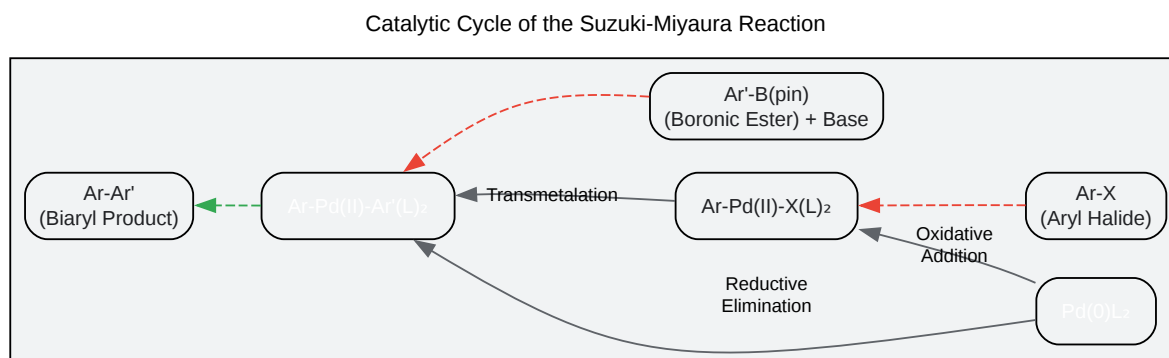 Catalytic Cycle of the Suzuki-Miyaura Reaction
Ar'-B(pin)
(Boronic Ester) + Base
Ar-Ar'
(Biaryl Product)
Ar-Pd(II)-Ar'(L)₂
Transmetalation
Ar-Pd(II)-X(L)₂
Ar-X
(Aryl Halide)
Oxidative
Addition
Reductive
Elimination
Pd(0)L₂